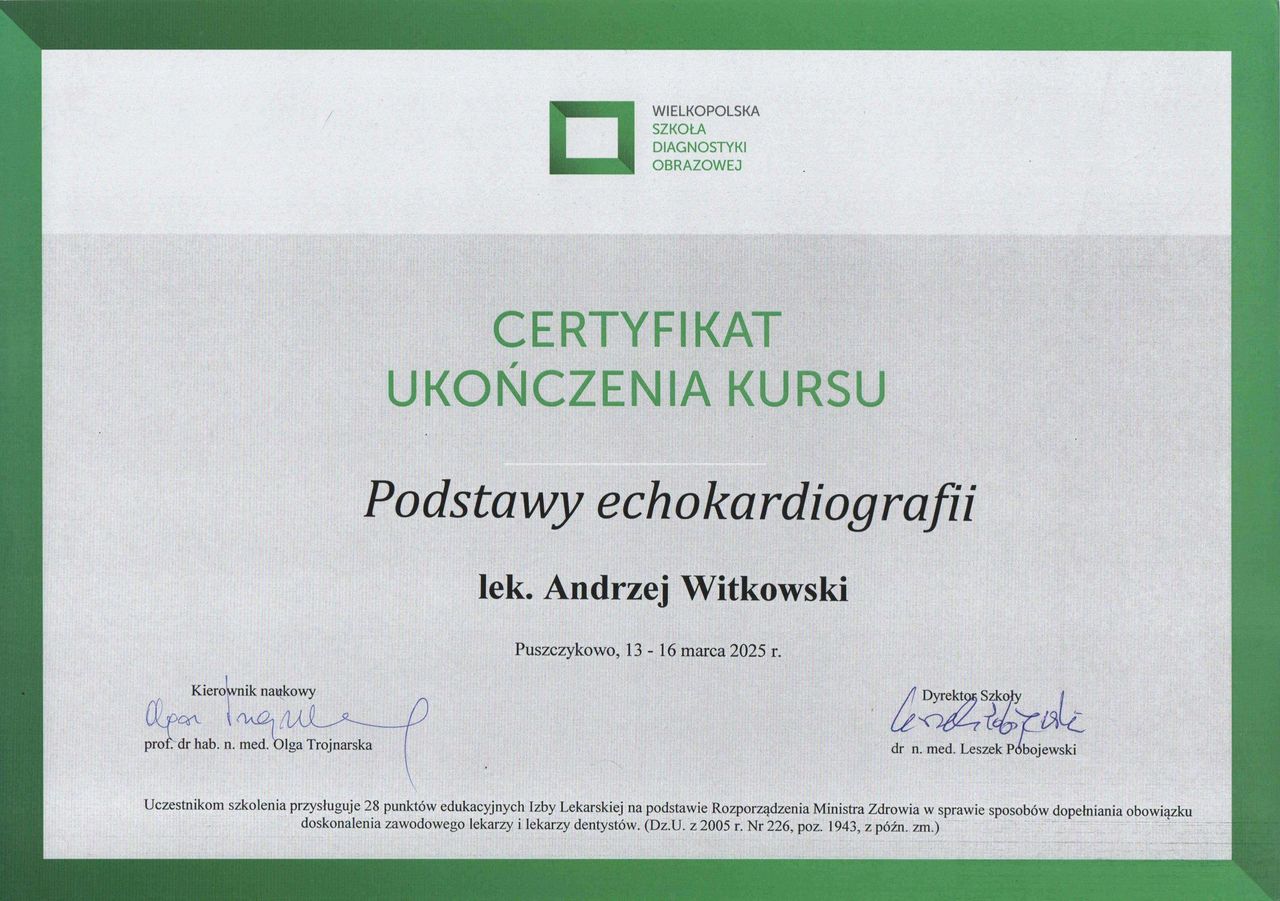 WIELKOPOLSKA
SZKOŁA
DIAGNOSTYKI
OBRAZOWEJ
CERTYFIKAT
UKOŃCZENIA KURSU
Podstawy echokardiografii
lek. Andrzej Witkowski
Puszczykowo, 13 - 16 marca 2025 r.
Kierownik naukowy
prof. dr hab. n. med. Olga Trojnarska
Dyrektor Szkoły
dr n. med. Leszek Pobojewski
Uczestnikom szkolenia przysługuje 28 punktów edukacyjnych Izby Lekarskiej na podstawie Rozporządzenia Ministra Zdrowia w sprawie sposobów dopełniania obowiązku
doskonalenia zawodowego lekarzy i lekarzy dentystów. (Dz.U. z 2005 r. Nr 226, poz. 1943, z późn. zm.)